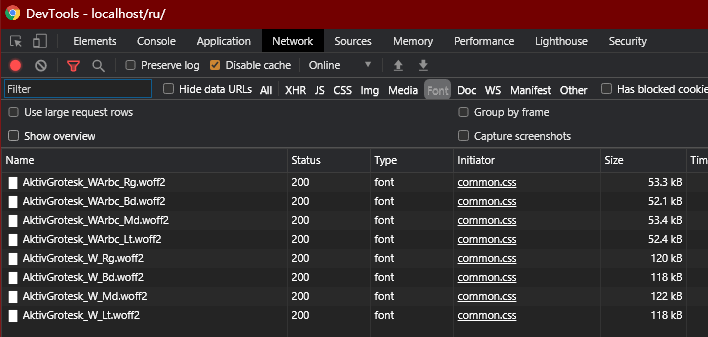 DevTools - localhost/ru/
Elements Console Application Network Sources Memory Performance Lighthouse Security
Preserve log Disable cache Online
Filter Hide data URLs All XHR JS CSS Img Media Font Doc WS Manifest Other Has blocked cookie
Use large request rows Group by frame
Show overview Capture screenshots
Name Status Type Initiator Size Tim
AktivGrotesk_WArbc_Rg.woff2 200 font common.css 53.3 kB
AktivGrotesk_WArbc_Bd.woff2 200 font common.css 52.1 kB
AktivGrotesk_WArbc_Md.woff2 200 font common.css 53.4 kB
AktivGrotesk_WArbc_Lt.woff2 200 font common.css 52.4 kB
AktivGrotesk_W_Rg.woff2 200 font common.css 120 kB
AktivGrotesk_W_Bd.woff2 200 font common.css 118 kB
AktivGrotesk_W_Md.woff2 200 font common.css 122 kB
AktivGrotesk_W_Lt.woff2 200 font common.css 118 kB